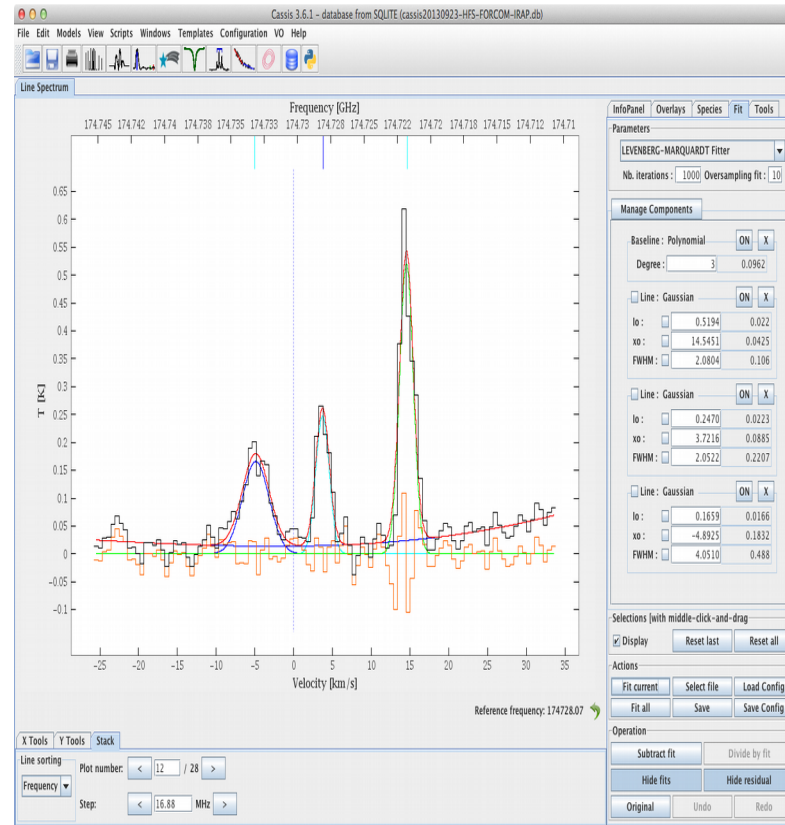 Cassis 3.6.1 - database from SQLITE (cassis20130923-HFS-FORCOM-IRAP.db)
File Edit Models View Scripts Windows Templates Configuration VO Help
Line Spectrum
Frequency [GHz]
174.745 174.742 174.74 174.738 174.735 174.733 174.73 174.728 174.725 174.722 174.72 174.718 174.715 174.712 174.71
0.65
0.6
0.55
0.5
0.45
0.4
0.35
0.3
0.25
0.2
0.15
0.1
0.05
0
-0.05
-0.1
T [K]
-25 -20 -15 -10 -5 0 5 10 15 20 25 30 35
Velocity [km/s]
Reference frequency: 174728.07
X Tools Y Tools Stack
Line sorting
Frequency
Plot number: < 12 / 28 >
Step: < 16.88 MHz >
InfoPanel Overlays Species Fit Tools
Parameters
LEVENBERG-MARQUARDT Fitter
Nb. iterations : 1000 Oversampling fit : 10
Manage Components
Baseline : Polynomial ON X
Degree : 3 0.0962
Line : Gaussian ON X
Io : 0.5194 0.022
xo : 14.5451 0.0425
FWHM : 2.0804 0.106
Line : Gaussian ON X
Io : 0.2470 0.0223
xo : 3.7216 0.0885
FWHM : 2.0522 0.2207
Line : Gaussian ON X
Io : 0.1659 0.0166
xo : -4.8925 0.1832
FWHM : 4.0510 0.488
Selections [with middle-click-and-drag
Display Reset last Reset all
Actions
Fit current Select file Load Config
Fit all Save Save Config
Operation
Subtract fit Divide by fit
Hide fits Hide residual
Original Undo Redo